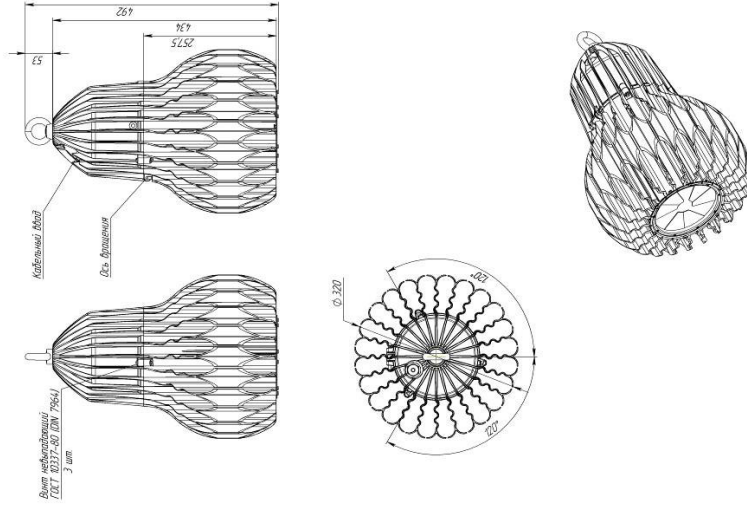 492
434
257,5
53
Кабельный ввод
Ось вращения
Винт невыпадающий
ГОСТ 10337-80 (DIN 7964)
3 шт.
⌀ 320
120°
120°